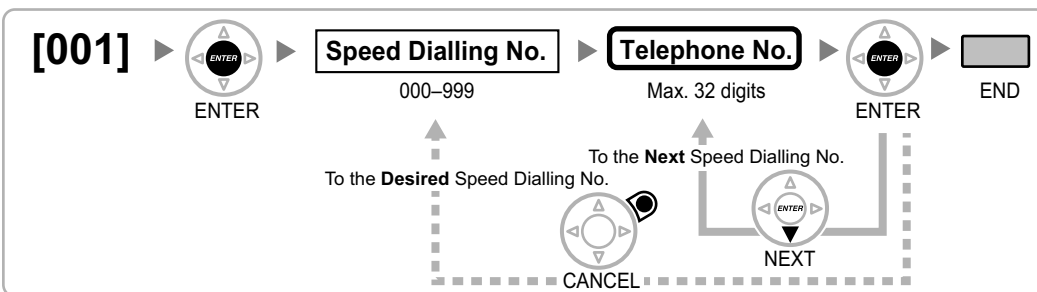 [001] ENTER Speed Dialling No. Telephone No. ENTER
ENTER 000–999 Max. 32 digits ENTER END
To the Next Speed Dialling No.
To the Desired Speed Dialling No.
ENTER
NEXT
CANCEL